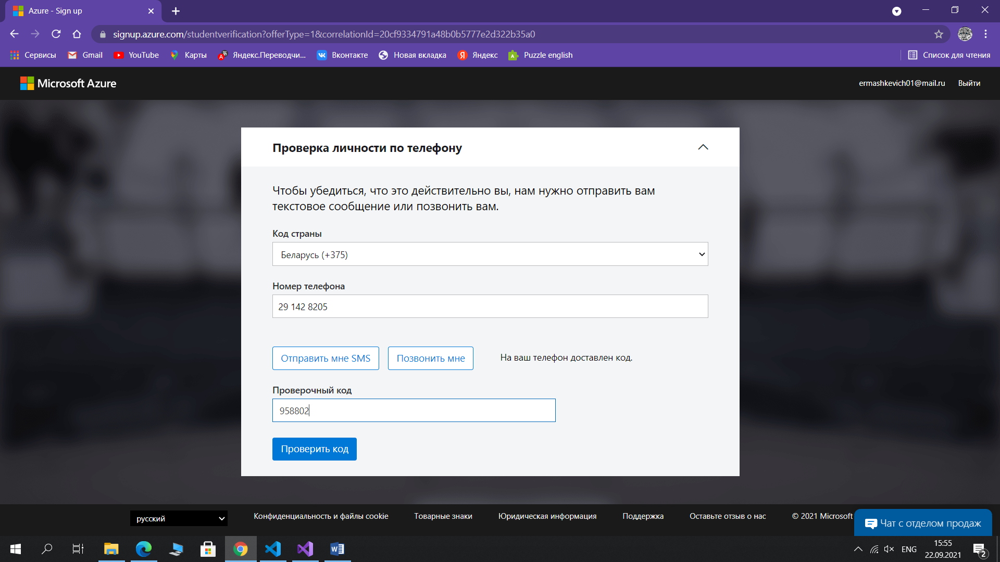 Azure - Sign up
signup.azure.com/studentverification?offerType=1&correlationId=20cf9334791a48b0b5777e2d322b35a0
Сервисы
Gmail
YouTube
Карты
Яндекс.Переводчи...
Вконтакте
Новая вкладка
Яндекс
Puzzle english
Список для чтения
Microsoft Azure
ermashkevich01@mail.ru
Выйти
Проверка личности по телефону
Чтобы убедиться, что это действительно вы, нам нужно отправить вам
текстовое сообщение или позвонить вам.
Код страны
Беларусь (+375)
Номер телефона
29 142 8205
Отправить мне SMS
Позвонить мне
На ваш телефон доставлен код.
Проверочный код
958802
Проверить код
русский
Конфиденциальность и файлы cookie
Товарные знаки
Юридическая информация
Поддержка
Оставьте отзыв о нас
© 2021 Microsoft
Чат с отделом продаж
ENG
15:55
22.09.2021
2